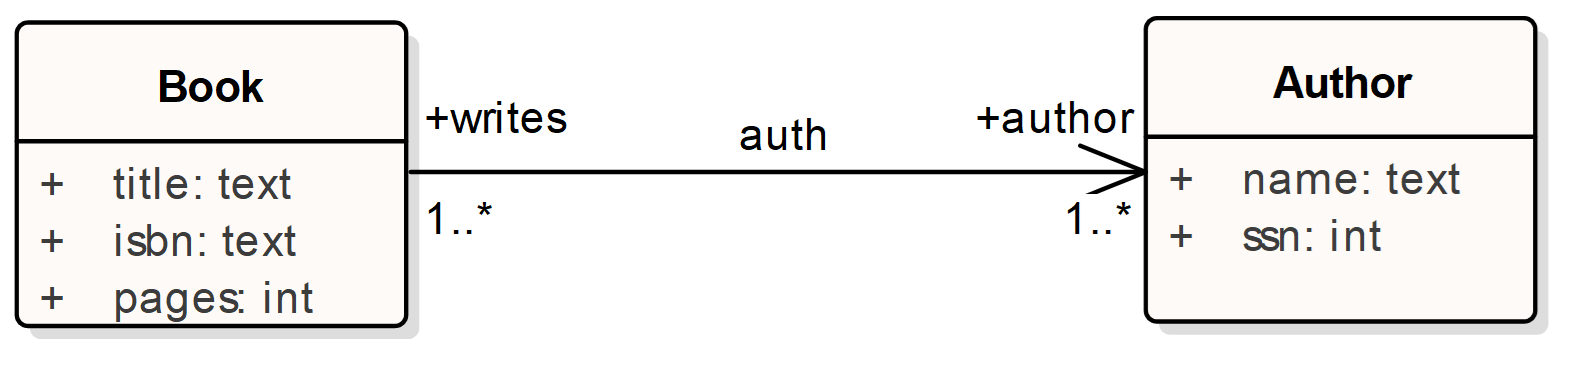 Book
+ title: text
+ isbn: text
+ pages: int
+writes
1..*
auth
+author
1..*
Author
+ name: text
+ ssn: int